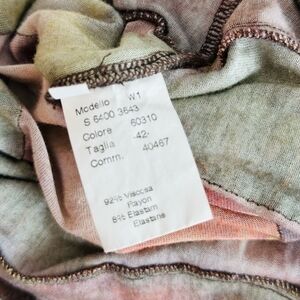 Modello W1
S 6400 3643
Colore 60310
Taglia -42-
Comm. 40467
92% Viscosa
Rayon
8% Elastam
Elastane